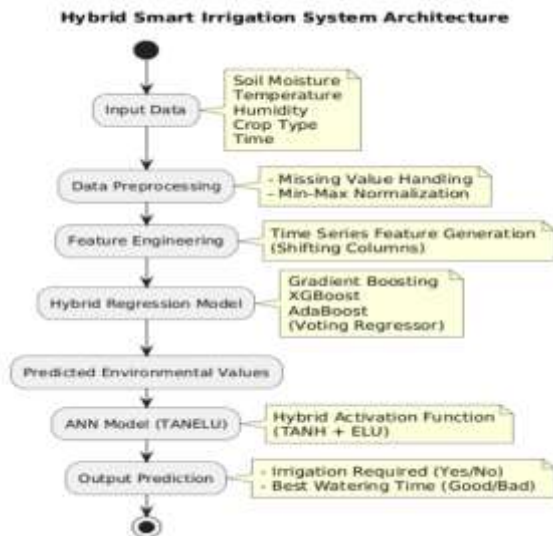 Hybrid Smart Irrigation System Architecture
Input Data
Soil Moisture
Temperature
Humidity
Crop Type
Time
Data Preprocessing
- Missing Value Handling
- Min-Max Normalization
Feature Engineering
Time Series Feature Generation
(Shifting Columns)
Hybrid Regression Model
Gradient Boosting
XGBoost
AdaBoost
(Voting Regressor)
Predicted Environmental Values
ANN Model (TANELU)
Hybrid Activation Function
(TANH + ELU)
Output Prediction
- Irrigation Required (Yes/No)
- Best Watering Time (Good/Bad)